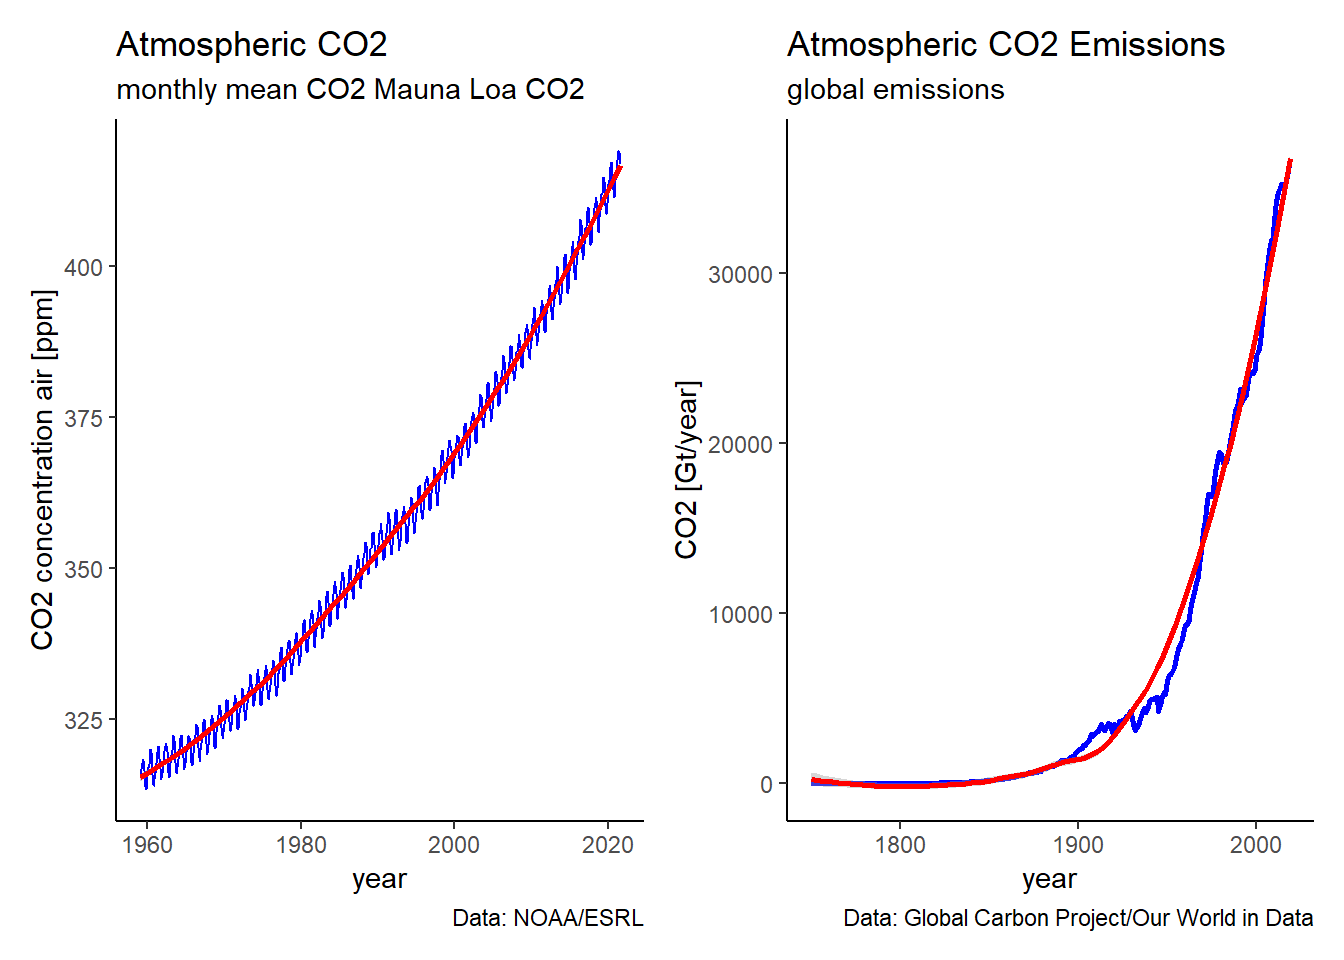 Atmospheric CO2
monthly mean CO2 Mauna Loa CO2
CO2 concentration air [ppm]
400
375
350
325
1960 1980 2000 2020
year
Data: NOAA/ESRL
Atmospheric CO2 Emissions
global emissions
CO2 [Gt/year]
30000
20000
10000
0
1800 1900 2000
year
Data: Global Carbon Project/Our World in Data